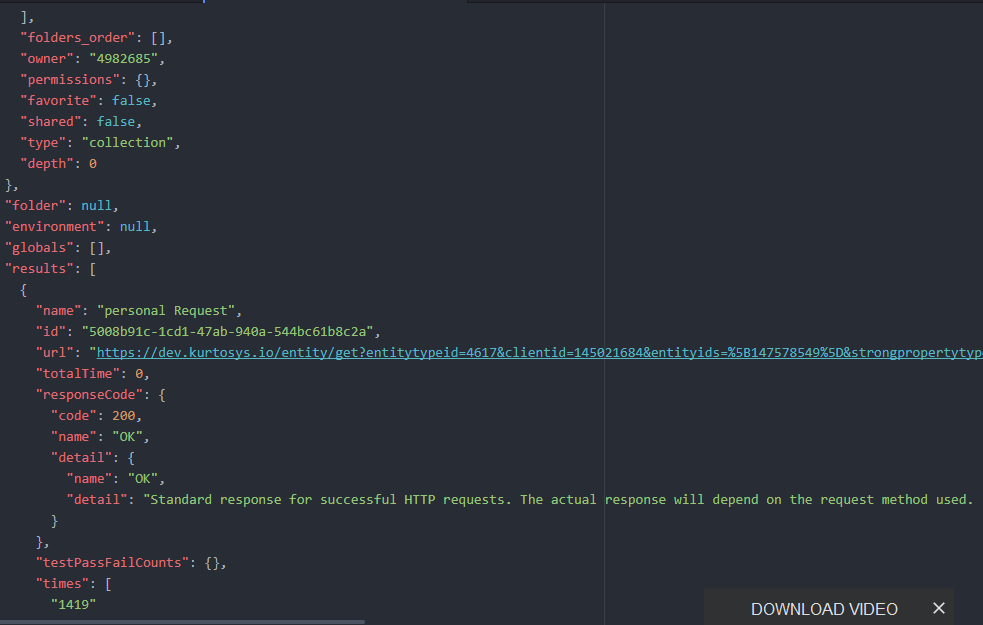 ],
"folders_order": [],
"owner": "4982685",
"permissions": {},
"favorite": false,
"shared": false,
"type": "collection",
"depth": 0
},
"folder": null,
"environment": null,
"globals": [],
"results": [
{
"name": "personal Request",
"id": "5008b91c-1cd1-47ab-940a-544bc61b8c2a",
"url": "https://dev.kurtosys.io/entity/get?entitytypeid=4617&clientid=145021684&entityids=%5B147578549%5D&strongpropertytyp
"totalTime": 0,
"responseCode": {
"code": 200,
"name": "OK",
"detail": {
"name": "OK",
"detail": "Standard response for successful HTTP requests. The actual response will depend on the request method used.
}
},
"testPassFailCounts": {},
"times": [
"1419"
DOWNLOAD VIDEO ✕